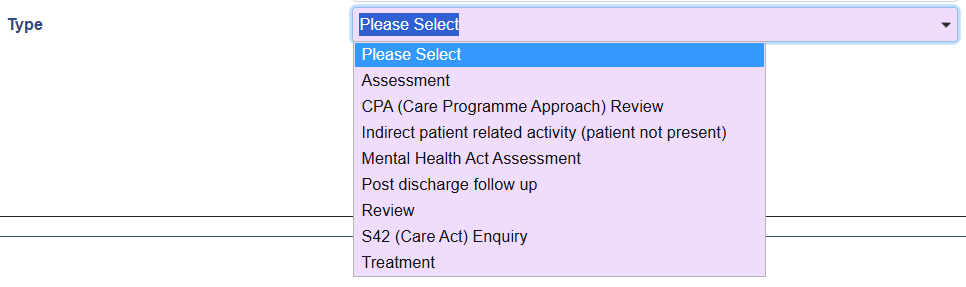 Type
Please Select
Please Select
Assessment
CPA (Care Programme Approach) Review
Indirect patient related activity (patient not present)
Mental Health Act Assessment
Post discharge follow up
Review
S42 (Care Act) Enquiry
Treatment